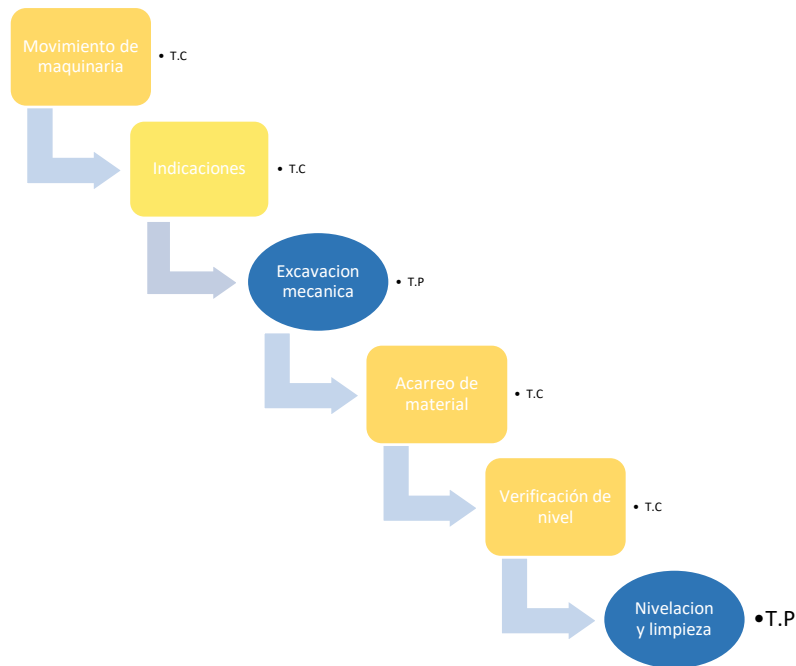 Movimiento de
maquinaria
• T.C
Indicaciones
• T.C
Excavacion
mecanica
• T.P
Acarreo de
material
• T.C
Verificación de
nivel
• T.C
Nivelacion
y limpieza
•T.P